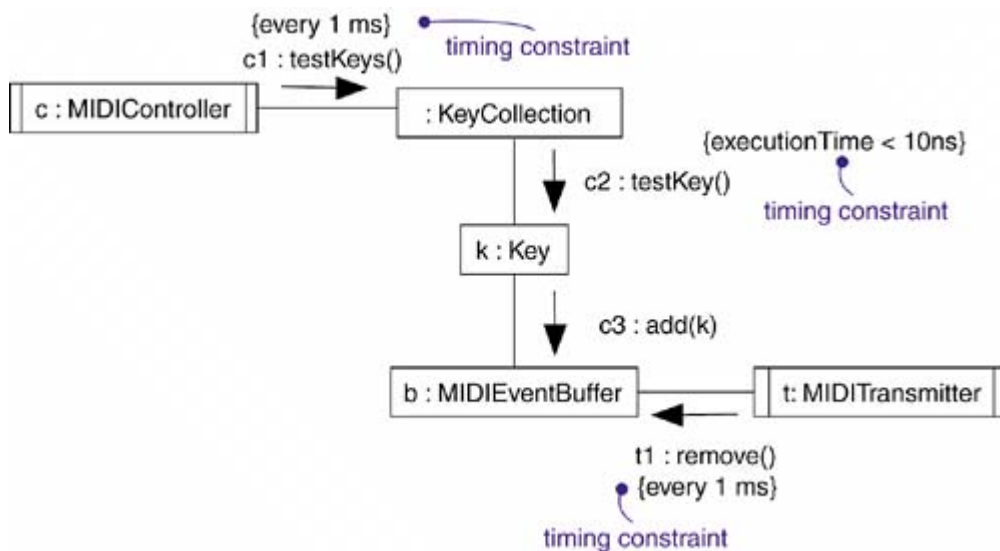 {every 1 ms}
timing constraint
c1 : testKeys()
c : MIDIController
: KeyCollection
{executionTime < 10ns}
c2 : testKey()
timing constraint
k : Key
c3 : add(k)
b : MIDIEventBuffer
t: MIDITransmitter
t1 : remove()
{every 1 ms}
timing constraint